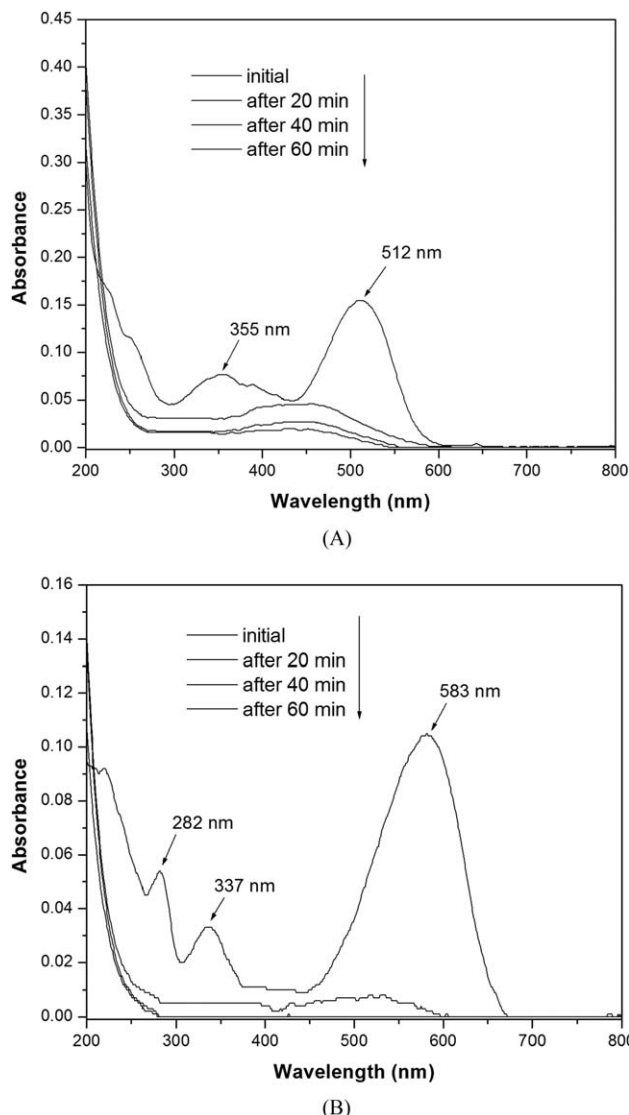 0.45
0.40
0.35
0.30
0.25
0.20
0.15
0.10
0.05
0.00
Absorbance
initial
after 20 min
after 40 min
after 60 min
512 nm
355 nm
200 300 400 500 600 700 800
Wavelength (nm)
(A)
0.16
0.14
0.12
0.10
0.08
0.06
0.04
0.02
0.00
Absorbance
initial
after 20 min
after 40 min
after 60 min
583 nm
282 nm
337 nm
200 300 400 500 600 700 800
Wavelength (nm)
(B)